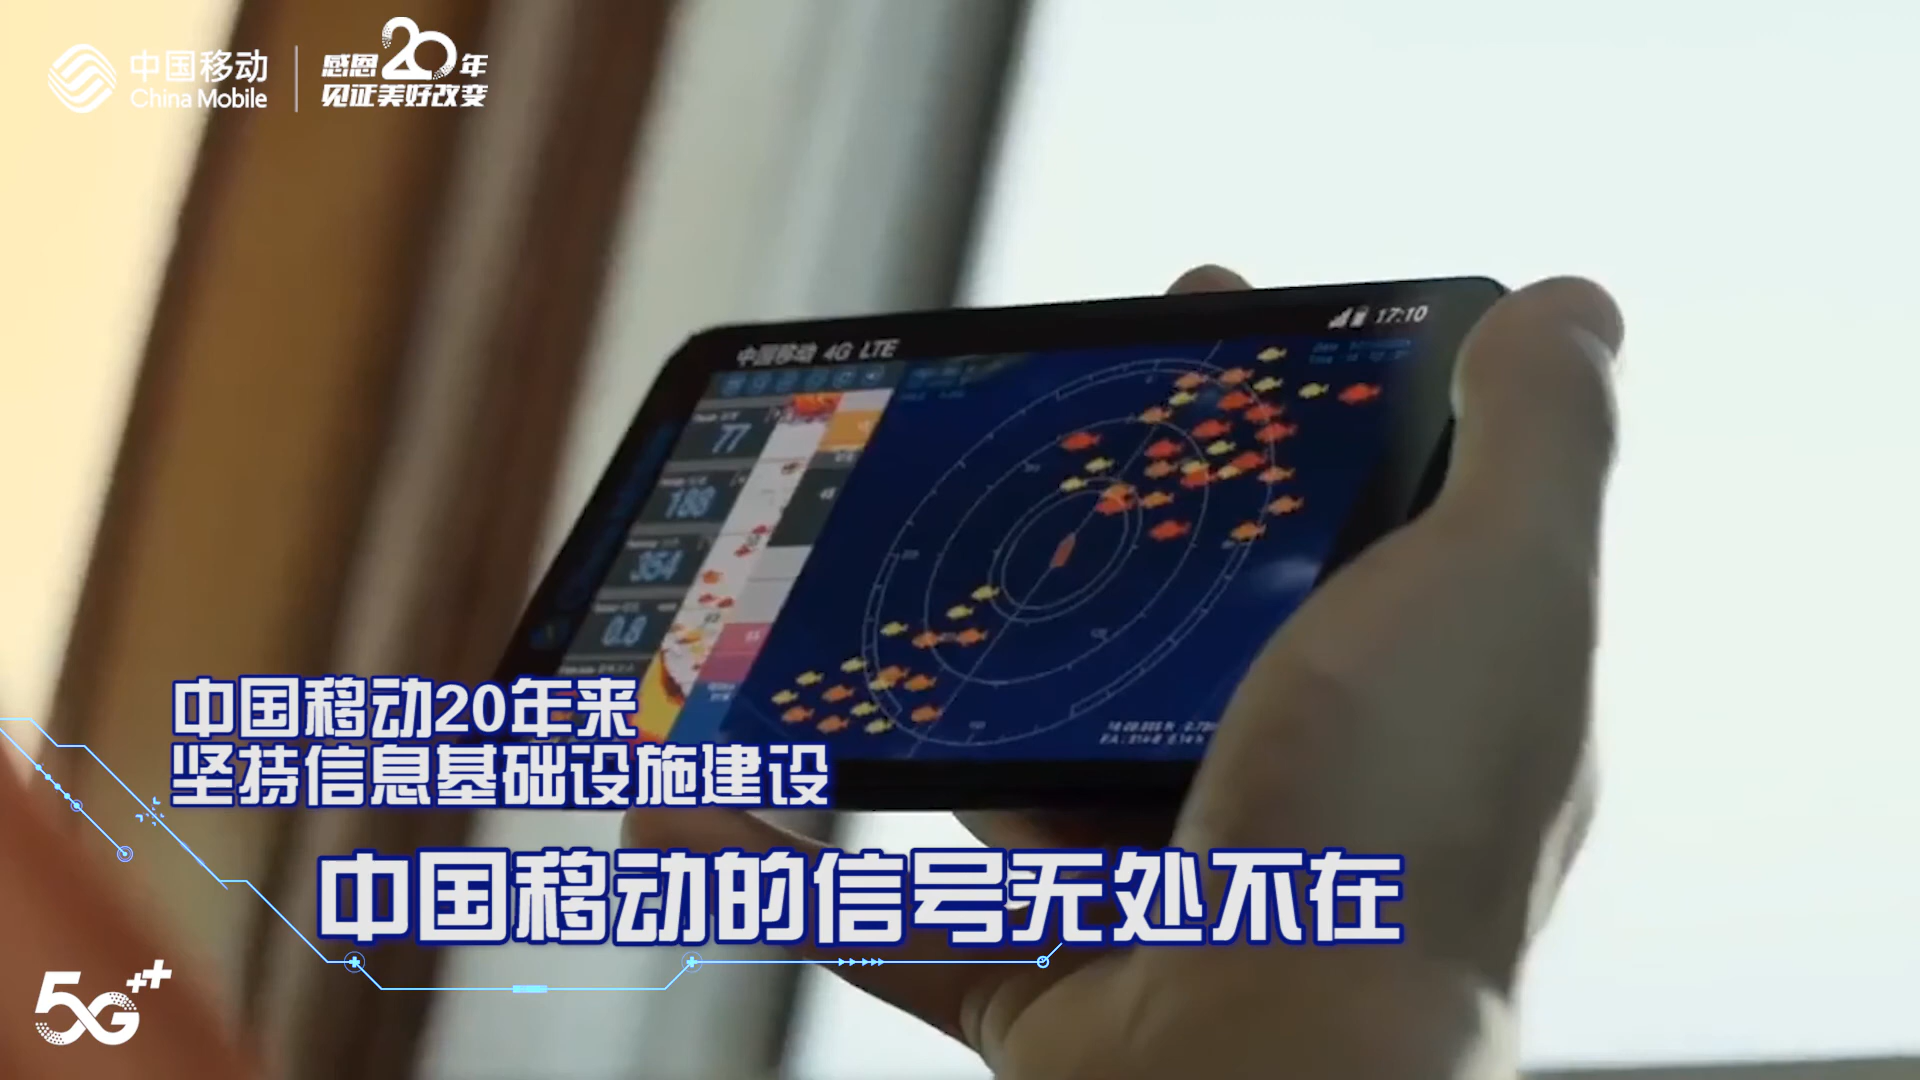 中国移动
China Mobile
感恩20年
见证美好改变
中国移动 4G LTE
17:10
77
188
364
0.8
中国移动20年来
坚持信息基础设施建设
中国移动的信号无处不在
5G++